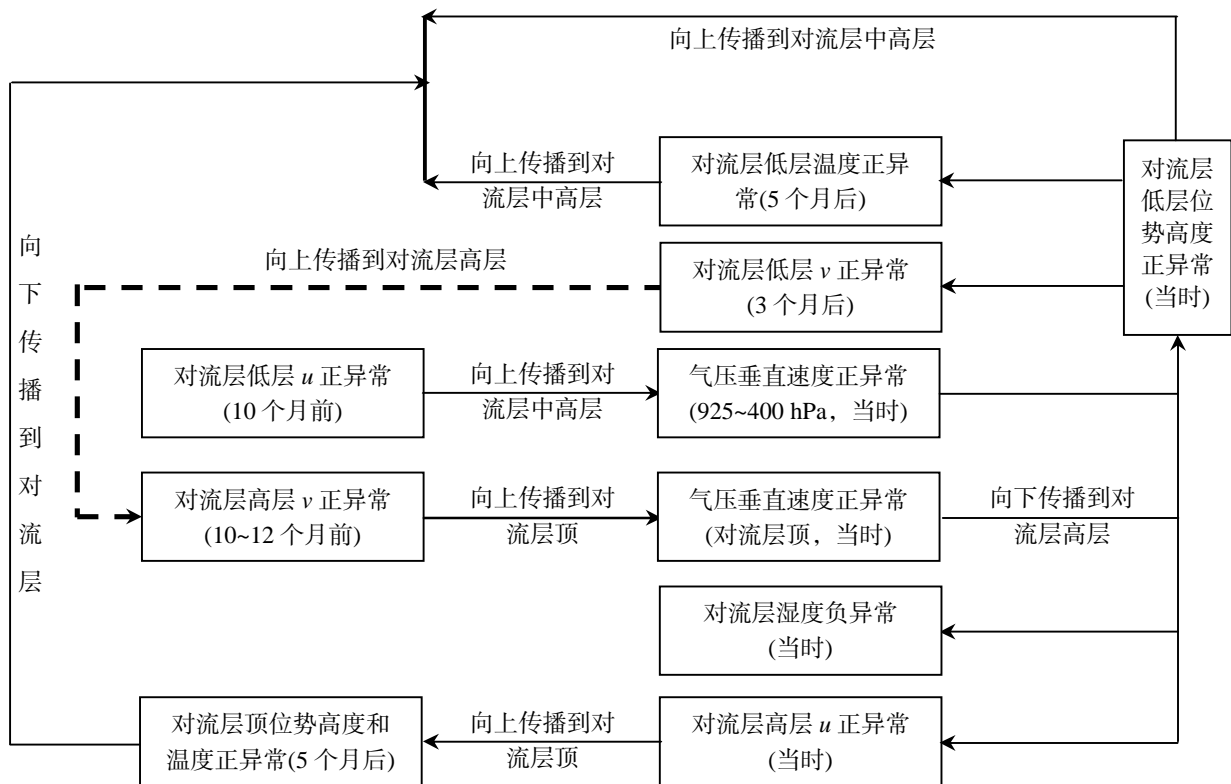 向上传播到对流层中高层
向上传播到对
流层中高层
对流层低层温度正异
常(5 个月后)
对流层
低层位
势高度
正异常
(当时)
向上传播到对流层高层
对流层低层 v 正异常
(3 个月后)
向
下
传
播
到
对
流
层
对流层低层 u 正异常
(10 个月前)
向上传播到对
流层中高层
气压垂直速度正异常
(925~400 hPa，当时)
对流层高层 v 正异常
(10~12 个月前)
向上传播到对
流层顶
气压垂直速度正异常
(对流层顶，当时)
向下传播到对
流层高层
对流层湿度负异常
(当时)
对流层顶位势高度和
温度正异常(5 个月后)
向上传播到对
流层顶
对流层高层 u 正异常
(当时)